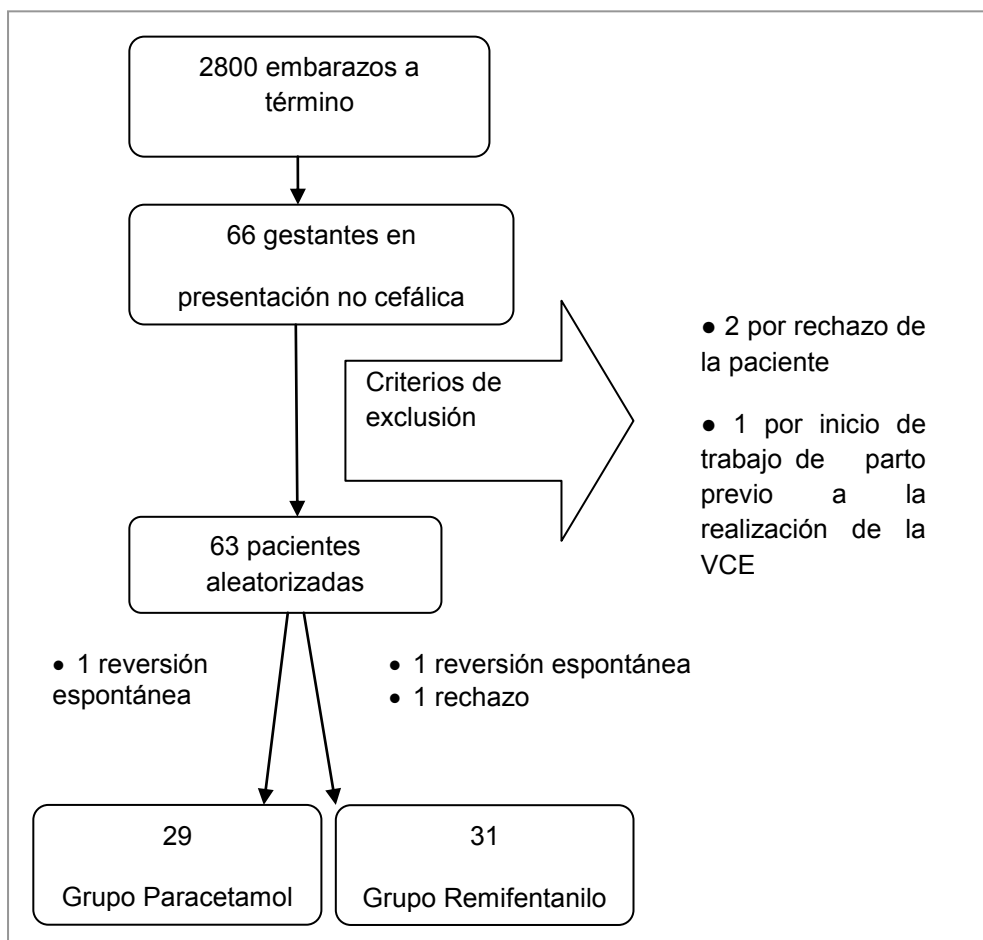 2800 embarazos a
término
66 gestantes en
presentación no cefálica
Criterios de
exclusión
● 2 por rechazo de
la paciente
● 1 por inicio de
trabajo de parto
previo a la
realización de la
VCE
63 pacientes
aleatorizadas
● 1 reversión
espontánea
● 1 reversión espontánea
● 1 rechazo
29
Grupo Paracetamol
31
Grupo Remifentanilo